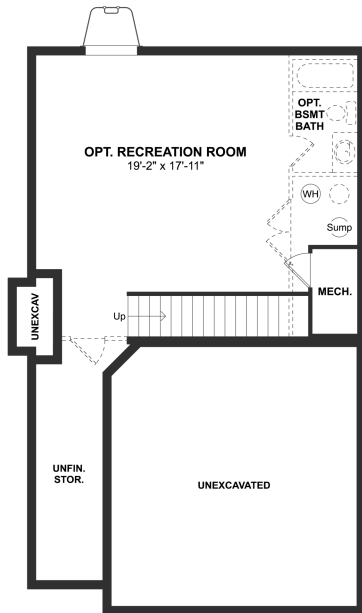 OPT.
BSMT
BATH
OPT. RECREATION ROOM
19'-2" x 17'-11"
WH
Sump
MECH.
UNEXCAV
Up
UNFIN.
STOR.
UNEXCAVATED